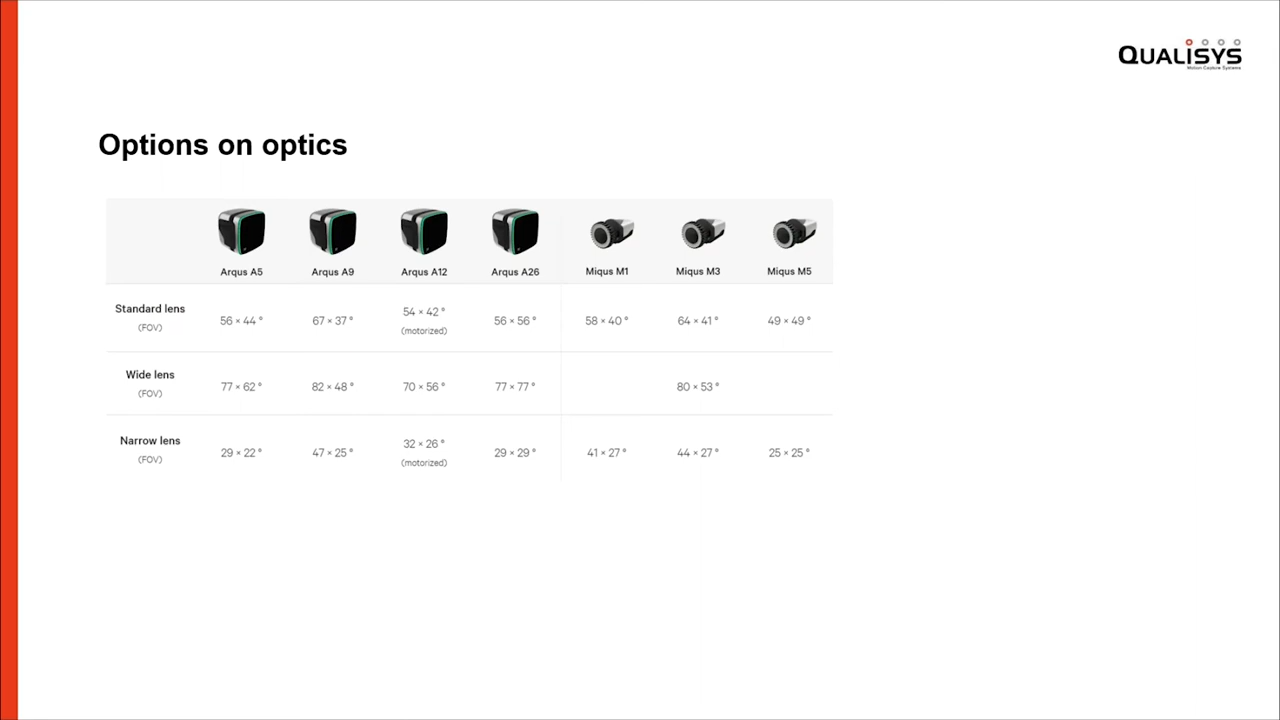 QUALISYS
Motion Capture Systems
Options on optics
Arqus A5 Arqus A9 Arqus A12 Arqus A26 Miqus M1 Miqus M3 Miqus M5
Standard lens
(FOV)
56 × 44 ° 67 × 37 ° 54 × 42 ° 56 × 56 ° 58 × 40 ° 64 × 41 ° 49 × 49 °
(motorized)
Wide lens
(FOV)
77 × 62 ° 82 × 48 ° 70 × 56 ° 77 × 77 ° 80 × 53 °
Narrow lens
(FOV)
29 × 22 ° 47 × 25 ° 32 × 26 ° 29 × 29 ° 41 × 27 ° 44 × 27 ° 25 × 25 °
(motorized)